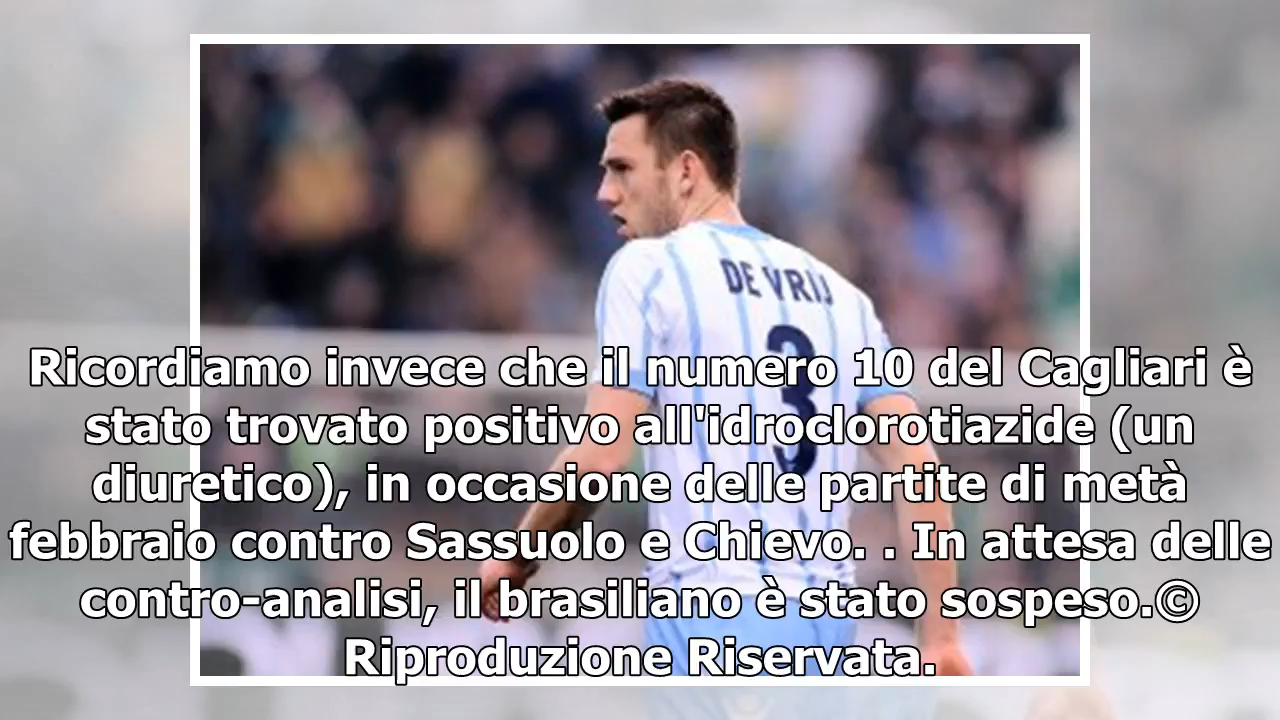 DE VRIJ
3
Ricordiamo invece che il numero 10 del Cagliari è
stato trovato positivo all'idroclorotiazide (un
diuretico), in occasione delle partite di metà
febbraio contro Sassuolo e Chievo. . In attesa delle
contro-analisi, il brasiliano è stato sospeso.©
Riproduzione Riservata.